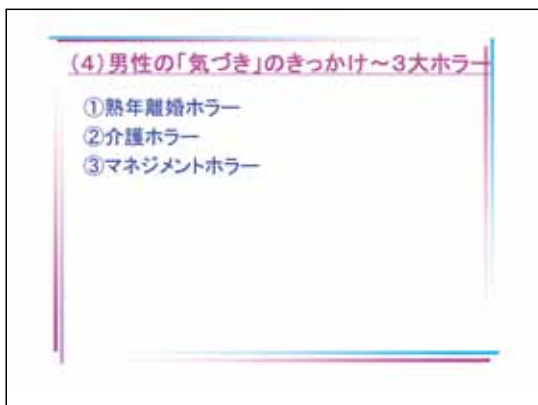 (4)男性の「気づき」のきっかけ～3大ホラー
①熟年離婚ホラー
②介護ホラー
③マネジメントホラー